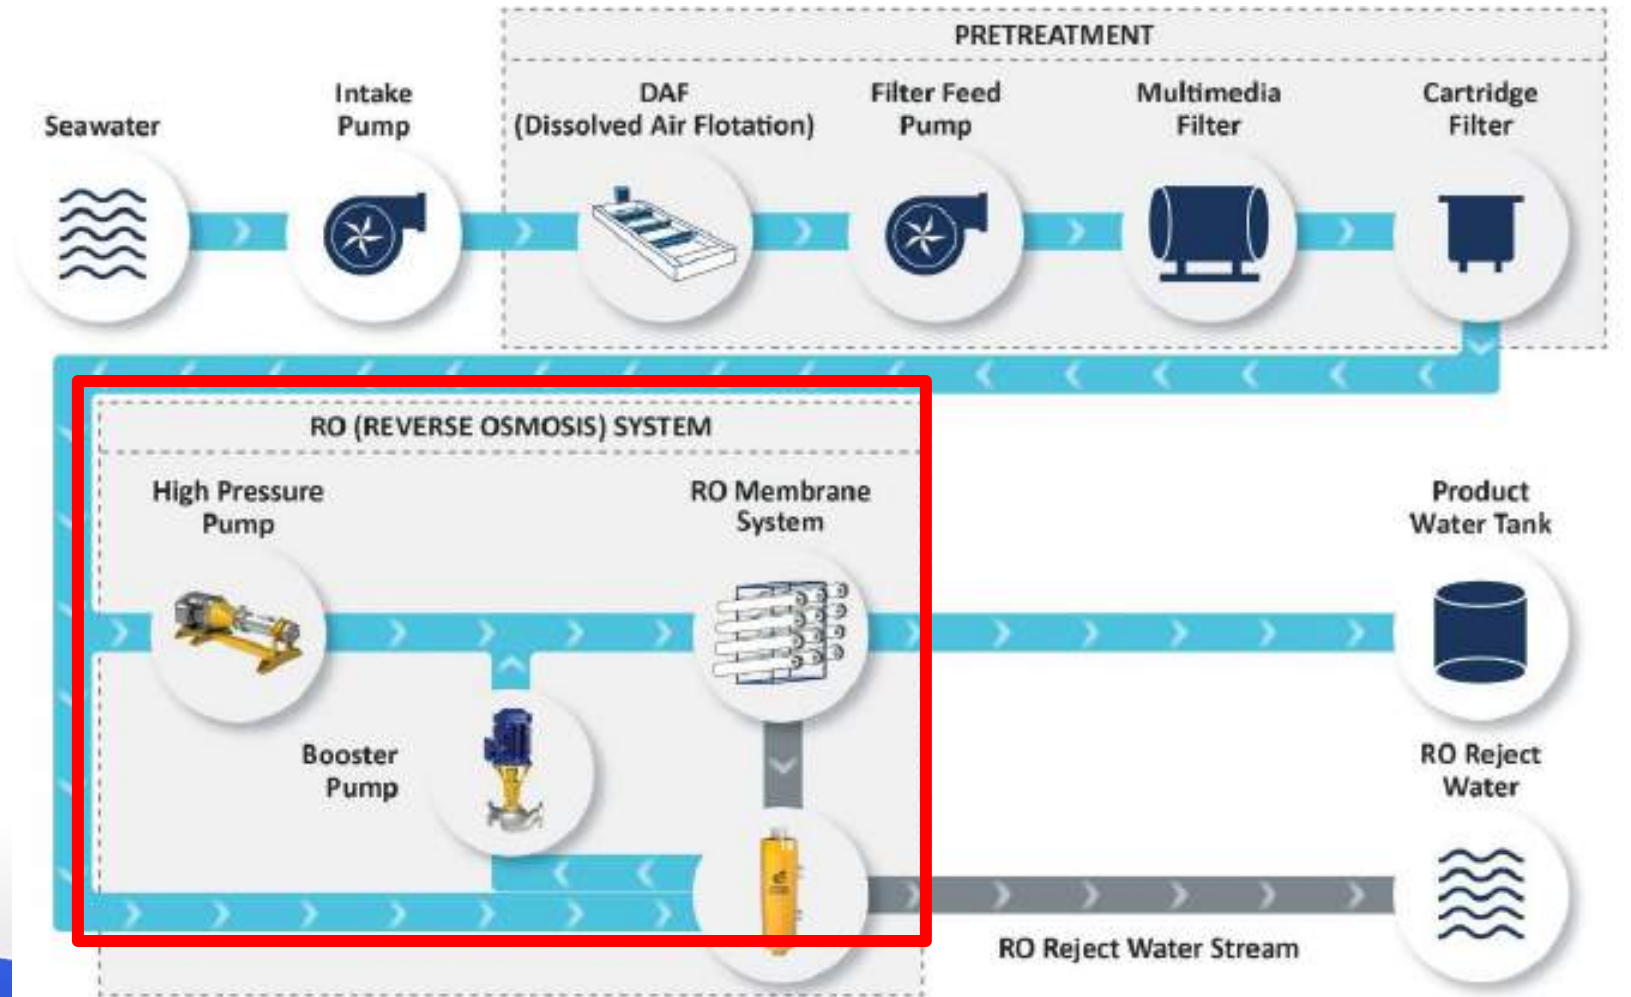 PRETREATMENT
Seawater
Intake
Pump
DAF
(Dissolved Air Flotation)
Filter Feed
Pump
Multimedia
Filter
Cartridge
Filter
RO (REVERSE OSMOSIS) SYSTEM
High Pressure
Pump
RO Membrane
System
Product
Water Tank
Booster
Pump
RO Reject
Water
RO Reject Water Stream